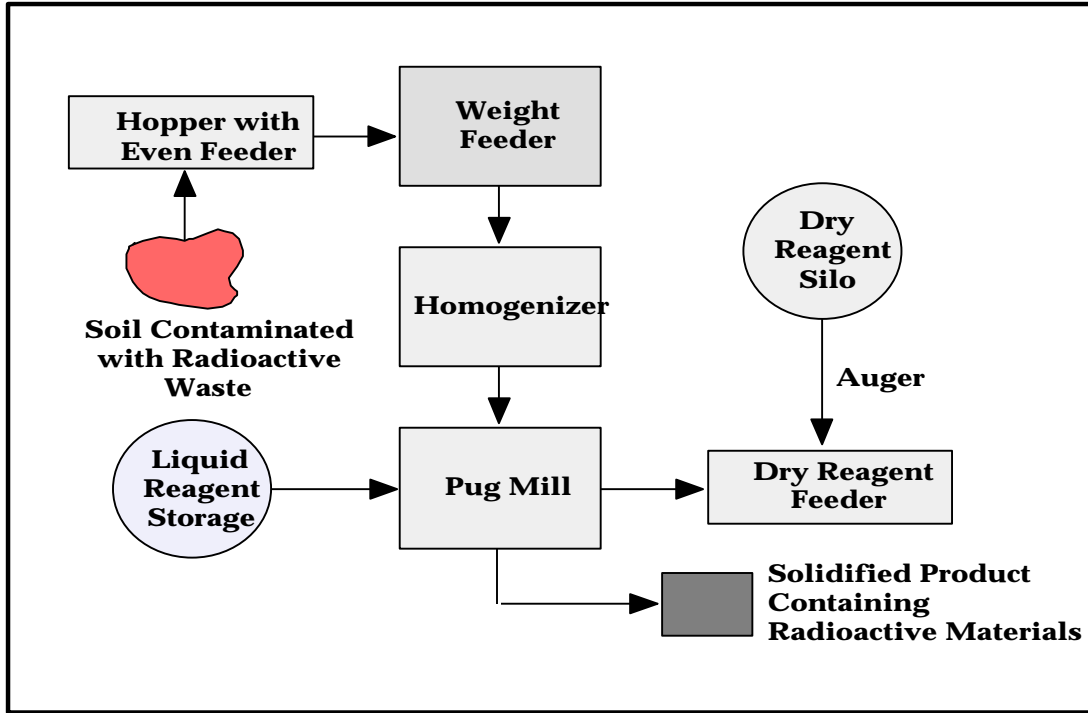 Hopper with
Even Feeder
Weight
Feeder
Dry
Reagent
Silo
Homogenizer
Soil Contaminated
with Radioactive
Waste
Auger
Liquid
Reagent
Storage
Pug Mill
Dry Reagent
Feeder
Solidified Product
Containing
Radioactive Materials